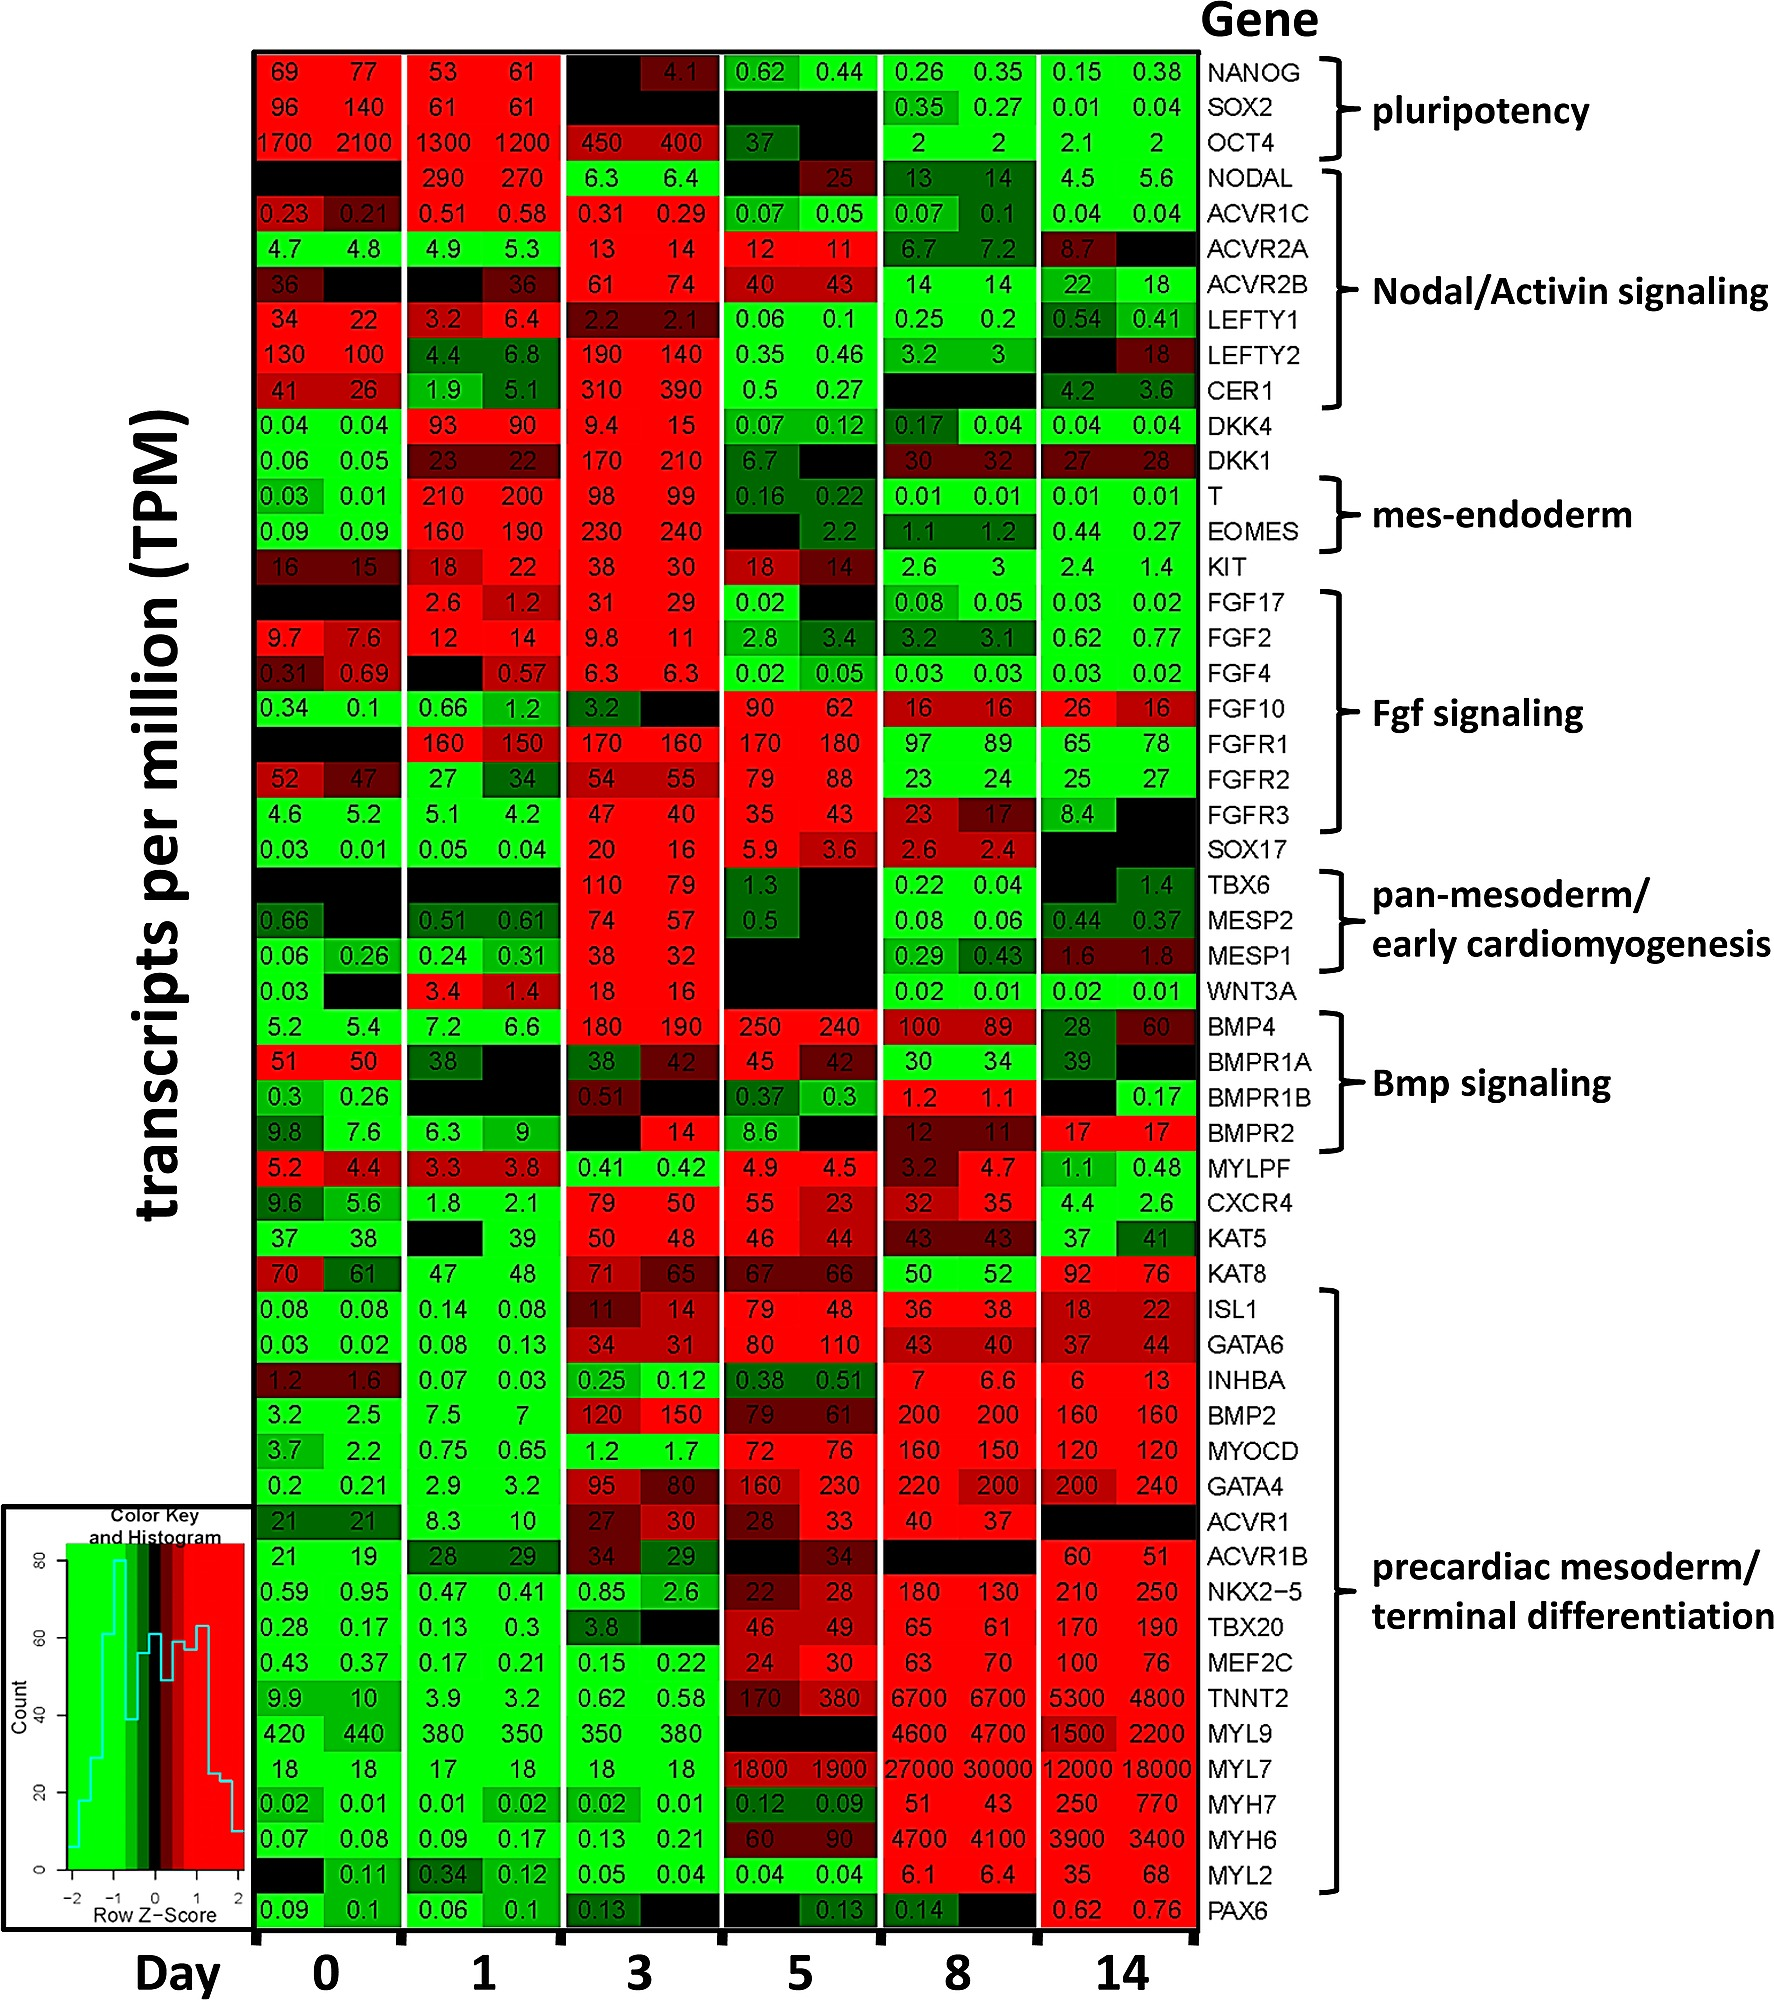 Gene
69 77 53 61 4.1 0.62 0.44 0.26 0.35 0.15 0.38 NANOG
96 140 61 61 0.35 0.27 0.01 0.04 SOX2
pluripotency
1700 2100 1300 1200 450 400 37 2 2 2.1 2 OCT4
290 270 6.3 6.4 25 13 14 4.5 5.6 NODAL
0.23 0.21 0.51 0.58 0.31 0.29 0.07 0.05 0.07 0.1 0.04 0.04 ACVR1C
4.7 4.8 4.9 5.3 13 14 12 11 6.7 7.2 8.7 ACVR2A
36 36 61 74 40 43 14 14 22 18 ACVR2B
Nodal/Activin signaling
34 22 3.2 6.4 2.2 2.1 0.06 0.1 0.25 0.2 0.54 0.41 LEFTY1
130 100 4.4 6.8 190 140 0.35 0.46 3.2 3 18 LEFTY2
41 26 1.9 5.1 310 390 0.5 0.27 4.2 3.6 CER1
0.04 0.04 93 90 9.4 15 0.07 0.12 0.17 0.04 0.04 0.04 DKK4
0.06 0.05 23 22 170 210 6.7 30 32 27 28 DKK1
0.03 0.01 210 200 98 99 0.16 0.22 0.01 0.01 0.01 0.01 T
mes-endoderm
0.09 0.09 160 190 230 240 2.2 1.1 1.2 0.44 0.27 EOMES
16 15 18 22 38 30 18 14 2.6 3 2.4 1.4 KIT
2.6 1.2 31 29 0.02 0.08 0.05 0.03 0.02 FGF17
9.7 7.6 12 14 9.8 11 2.8 3.4 3.2 3.1 0.62 0.77 FGF2
0.31 0.69 0.57 6.3 6.3 0.02 0.05 0.03 0.03 0.03 0.02 FGF4
0.34 0.1 0.66 1.2 3.2 90 62 16 16 26 16 FGF10
Fgf signaling
160 150 170 160 170 180 97 89 65 78 FGFR1
52 47 27 34 54 55 79 88 23 24 25 27 FGFR2
4.6 5.2 5.1 4.2 47 40 35 43 23 17 8.4 FGFR3
0.03 0.01 0.05 0.04 20 16 5.9 3.6 2.6 2.4 SOX17
110 79 1.3 0.22 0.04 1.4 TBX6
pan-mesoderm/
0.66 0.51 0.61 74 57 0.5 0.08 0.06 0.44 0.37 MESP2
early cardiomyogenesis
0.06 0.26 0.24 0.31 38 32 0.29 0.43 1.6 1.8 MESP1
0.03 3.4 1.4 18 16 0.02 0.01 0.02 0.01 WNT3A
5.2 5.4 7.2 6.6 180 190 250 240 100 89 28 60 BMP4
51 50 38 38 42 45 42 30 34 39 BMPR1A
Bmp signaling
0.3 0.26 0.51 0.37 0.3 1.2 1.1 0.17 BMPR1B
9.8 7.6 6.3 9 14 8.6 12 11 17 17 BMPR2
5.2 4.4 3.3 3.8 0.41 0.42 4.9 4.5 3.2 4.7 1.1 0.48 MYLPF
9.6 5.6 1.8 2.1 79 50 55 23 32 35 4.4 2.6 CXCR4
37 38 39 50 48 46 44 43 43 37 41 KAT5
70 61 47 48 71 65 67 66 50 52 92 76 KAT8
0.08 0.08 0.14 0.08 11 14 79 48 36 38 18 22 ISL1
0.03 0.02 0.08 0.13 34 31 80 110 43 40 37 44 GATA6
1.2 1.6 0.07 0.03 0.25 0.12 0.38 0.51 7 6.6 6 13 INHBA
3.2 2.5 7.5 7 120 150 79 61 200 200 160 160 BMP2
3.7 2.2 0.75 0.65 1.2 1.7 72 76 160 150 120 120 MYOCD
0.2 0.21 2.9 3.2 95 80 160 230 220 200 200 240 GATA4
21 21 8.3 10 27 30 28 33 40 37 ACVR1
21 19 28 29 34 29 34 60 51 ACVR1B
precardiac mesoderm/
0.59 0.95 0.47 0.41 0.85 2.6 22 28 180 130 210 250 NKX2−5
terminal differentiation
0.28 0.17 0.13 0.3 3.8 46 49 65 61 170 190 TBX20
0.43 0.37 0.17 0.21 0.15 0.22 24 30 63 70 100 76 MEF2C
9.9 10 3.9 3.2 0.62 0.58 170 380 6700 6700 5300 4800 TNNT2
420 440 380 350 350 380 4600 4700 1500 2200 MYL9
18 18 17 18 18 18 1800 1900 27000 30000 12000 18000 MYL7
0.02 0.01 0.01 0.02 0.02 0.01 0.12 0.09 51 43 250 770 MYH7
0.07 0.08 0.09 0.17 0.13 0.21 60 90 4700 4100 3900 3400 MYH6
0.11 0.34 0.12 0.05 0.04 0.04 0.04 6.1 6.4 35 68 MYL2
0.09 0.1 0.06 0.1 0.13 0.13 0.14 0.62 0.76 PAX6
Day 0 1 3 5 8 14
transcripts per million (TPM)
Color Key
and Histogram
Count
80
60
40
20
0
−2 −1 0 1 2
Row Z−Score